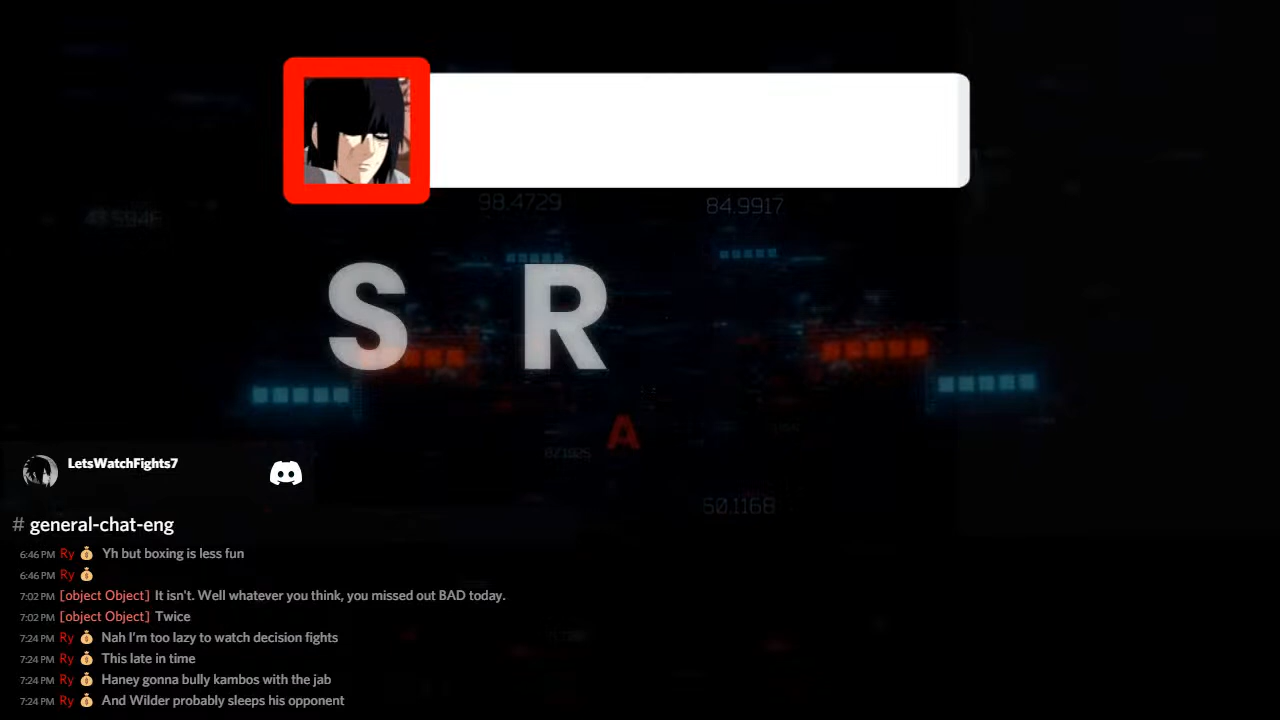 98.4729
84.9917
S R
A
50.1168
LetsWatchFights7
# general-chat-eng
6:46 PM Ry 💰 Yh but boxing is less fun
6:46 PM Ry 💰
7:02 PM [object Object] It isn't. Well whatever you think, you missed out BAD today.
7:02 PM [object Object] Twice
7:24 PM Ry 💰 Nah I'm too lazy to watch decision fights
7:24 PM Ry 💰 This late in time
7:24 PM Ry 💰 Haney gonna bully kambos with the jab
7:24 PM Ry 💰 And Wilder probably sleeps his opponent